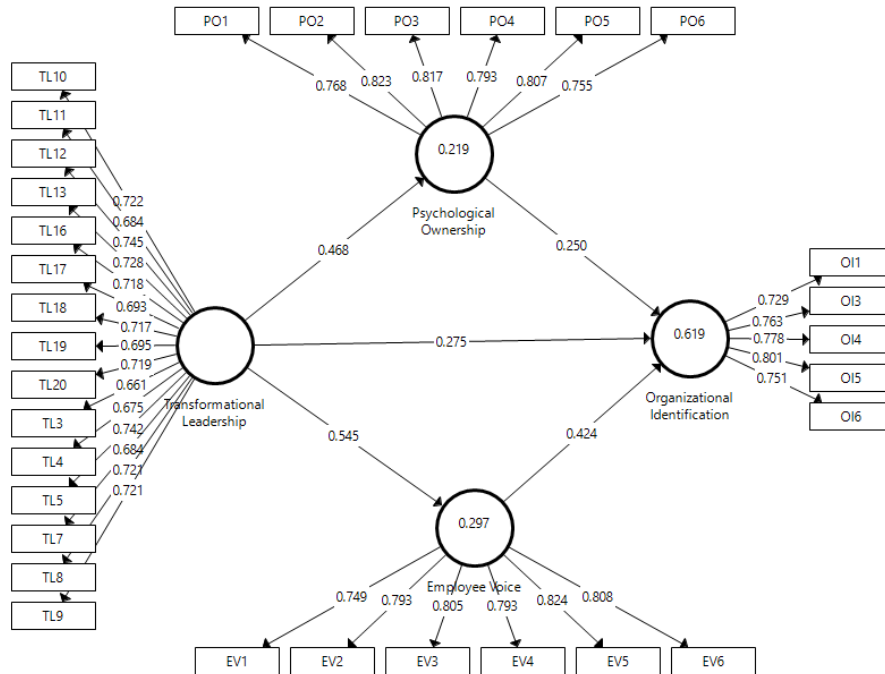 PO1
PO2
PO3
PO4
PO5
PO6
0.768
0.823
0.817
0.793
0.807
0.755
0.219
Psychological
Ownership
TL10
TL11
TL12
TL13
TL16
TL17
TL18
TL19
TL20
TL3
TL4
TL5
TL7
TL8
TL9
0.722
0.684
0.745
0.728
0.718
0.693
0.717
0.695
0.719
0.661
0.675
0.742
0.684
0.721
0.721
Transformational
Leadership
0.468
0.250
0.275
0.545
0.424
0.619
Organizational
Identification
0.729
0.763
0.778
0.801
0.751
OI1
OI3
OI4
OI5
OI6
0.297
Employee Voice
0.749
0.793
0.805
0.793
0.824
0.808
EV1
EV2
EV3
EV4
EV5
EV6